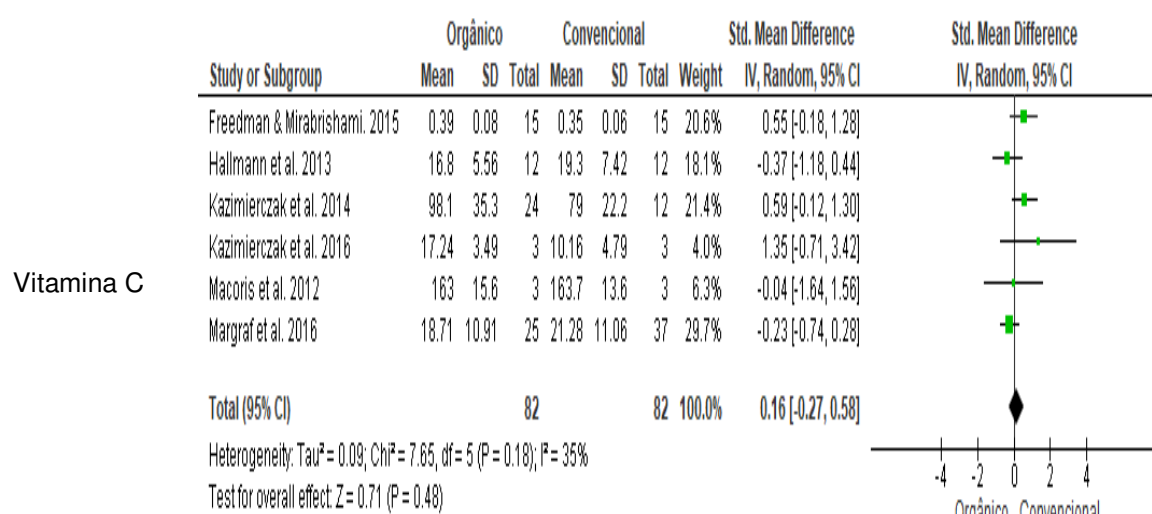 Orgânico Convencional Std. Mean Difference Std. Mean Difference
Study or Subgroup Mean SD Total Mean SD Total Weight IV, Random, 95% CI IV, Random, 95% CI
Freedman & Mirabrishami. 2015 0.39 0.08 15 0.35 0.06 15 20.6% 0.55 [-0.18, 1.28]
Hallmann et al. 2013 16.8 5.56 12 19.3 7.42 12 18.1% -0.37 [-1.18, 0.44]
Kazimierczak et al. 2014 98.1 35.3 24 79 22.2 12 21.4% 0.59 [-0.12, 1.30]
Kazimierczak et al. 2016 17.24 3.49 3 10.16 4.79 3 4.0% 1.35 [-0.71, 3.42]
Vitamina C
Macoris et al. 2012 163 15.6 3 163.7 13.6 3 6.3% -0.04 [-1.64, 1.56]
Margraf et al. 2016 18.71 10.91 25 21.28 11.06 37 29.7% -0.23 [-0.74, 0.28]
Total (95% CI) 82 82 100.0% 0.16 [-0.27, 0.58]
Heterogeneity: Tau² = 0.09; Chi² = 7.65, df = 5 (P = 0.18); I² = 35%
Test for overall effect: Z = 0.71 (P = 0.48)
-4 -2 0 2 4
Orgânico Convencional